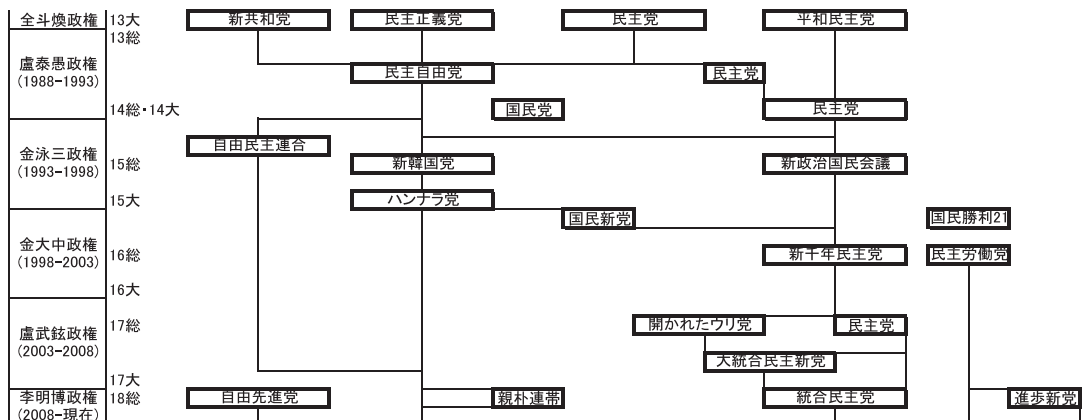 全斗煥政権 13大 新共和党 民主正義党 民主党 平和民主党
13総
盧泰愚政権
(1988-1993)
民主自由党 民主党
14総・14大 国民党 民主党
自由民主連合
金泳三政権
(1993-1998)
15総 新韓国党 新政治国民会議
15大 ハンナラ党
国民新党 国民勝利21
金大中政権
(1998-2003)
16総 新千年民主党 民主労働党
16大
盧武鉉政権
(2003-2008)
17総 開かれたウリ党 民主党
大統合民主新党
17大
李明博政権
(2008-現在)
18総 自由先進党 親朴連帯 統合民主党 進歩新党